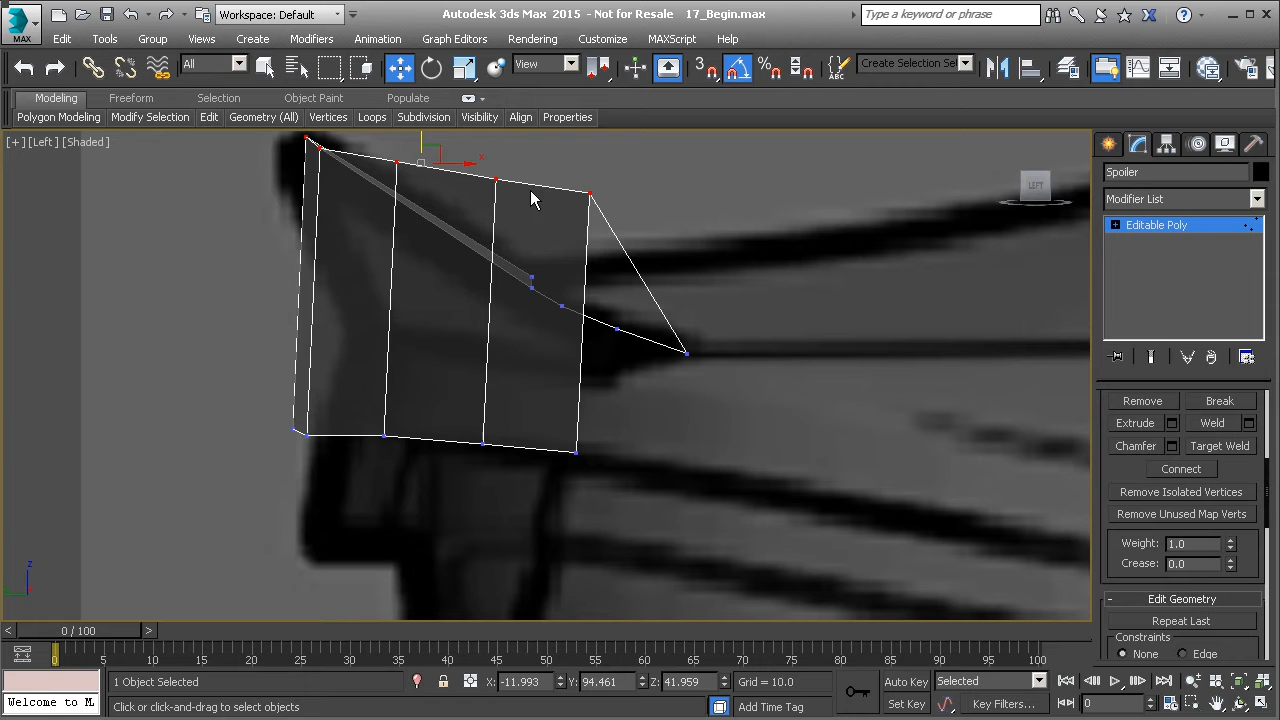 Autodesk 3ds Max 2015 - Not for Resale 17_Begin.max
Workspace: Default
Type a keyword or phrase
MAX
Edit Tools Group Views Create Modifiers Animation Graph Editors Rendering Customize MAXScript Help
All View Create Selection Se
Modeling Freeform Selection Object Paint Populate
Polygon Modeling Modify Selection Edit Geometry (All) Vertices Loops Subdivision Visibility Align Properties
[+] [Left] [Shaded]
x
LEFT
z
Spoiler
Modifier List
Editable Poly
Remove Break
Extrude Weld
Chamfer Target Weld
Connect
Remove Isolated Vertices
Remove Unused Map Verts
Weight: 1.0
Crease: 0.0
- Edit Geometry
Repeat Last
Constraints
None Edge
< 0 / 100 >
0 5 10 15 20 25 30 35 40 45 50 55 60 65 70 75 80 85 90 95 100
1 Object Selected X: -11.993 Y: 94.461 Z: 41.959 Grid = 10.0 Auto Key Selected
Welcome to M
Click or click-and-drag to select objects Add Time Tag Set Key Key Filters... 0